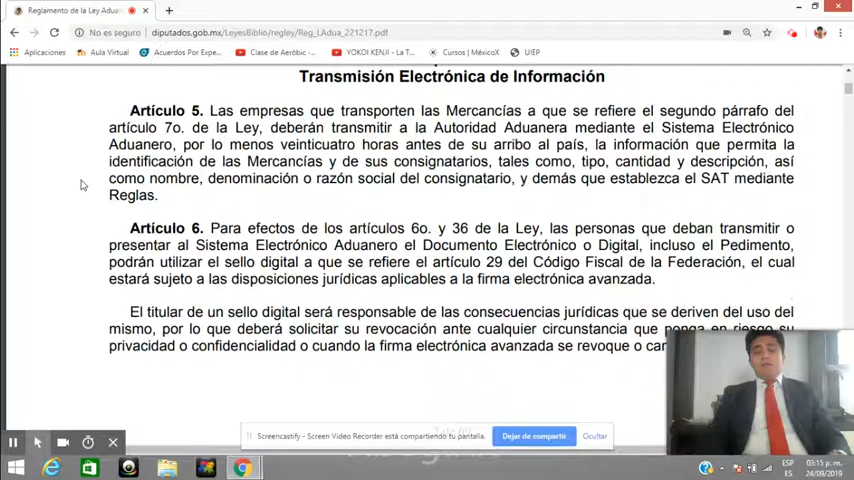 Reglamento de la Ley Aduan
No es seguro
diputados.gob.mx/LeyesBiblio/regley/Reg_LAdua_221217.pdf
Aplicaciones
Aula Virtual
Acuerdos Por Expe...
Clase de Aeróbic -...
YOKOI KENJI - La T...
Cursos | MéxicoX
UIEP
Transmisión Electrónica de Información
Artículo 5. Las empresas que transporten las Mercancías a que se refiere el segundo párrafo del
artículo 7o. de la Ley, deberán transmitir a la Autoridad Aduanera mediante el Sistema Electrónico
Aduanero, por lo menos veinticuatro horas antes de su arribo al país, la información que permita la
identificación de las Mercancías y de sus consignatarios, tales como, tipo, cantidad y descripción, así
como nombre, denominación o razón social del consignatario, y demás que establezca el SAT mediante
Reglas.
Artículo 6. Para efectos de los artículos 6o. y 36 de la Ley, las personas que deban transmitir o
presentar al Sistema Electrónico Aduanero el Documento Electrónico o Digital, incluso el Pedimento,
podrán utilizar el sello digital a que se refiere el artículo 29 del Código Fiscal de la Federación, el cual
estará sujeto a las disposiciones jurídicas aplicables a la firma electrónica avanzada.
El titular de un sello digital será responsable de las consecuencias jurídicas que se deriven del uso del
mismo, por lo que deberá solicitar su revocación ante cualquier circunstancia que ponga en riesgo su
privacidad o confidencialidad o cuando la firma electrónica avanzada se revoque o can
Screencastify - Screen Video Recorder está compartiendo tu pantalla.
Dejar de compartir
Ocultar
ESP
ES
03:15 p. m.
24/09/2019